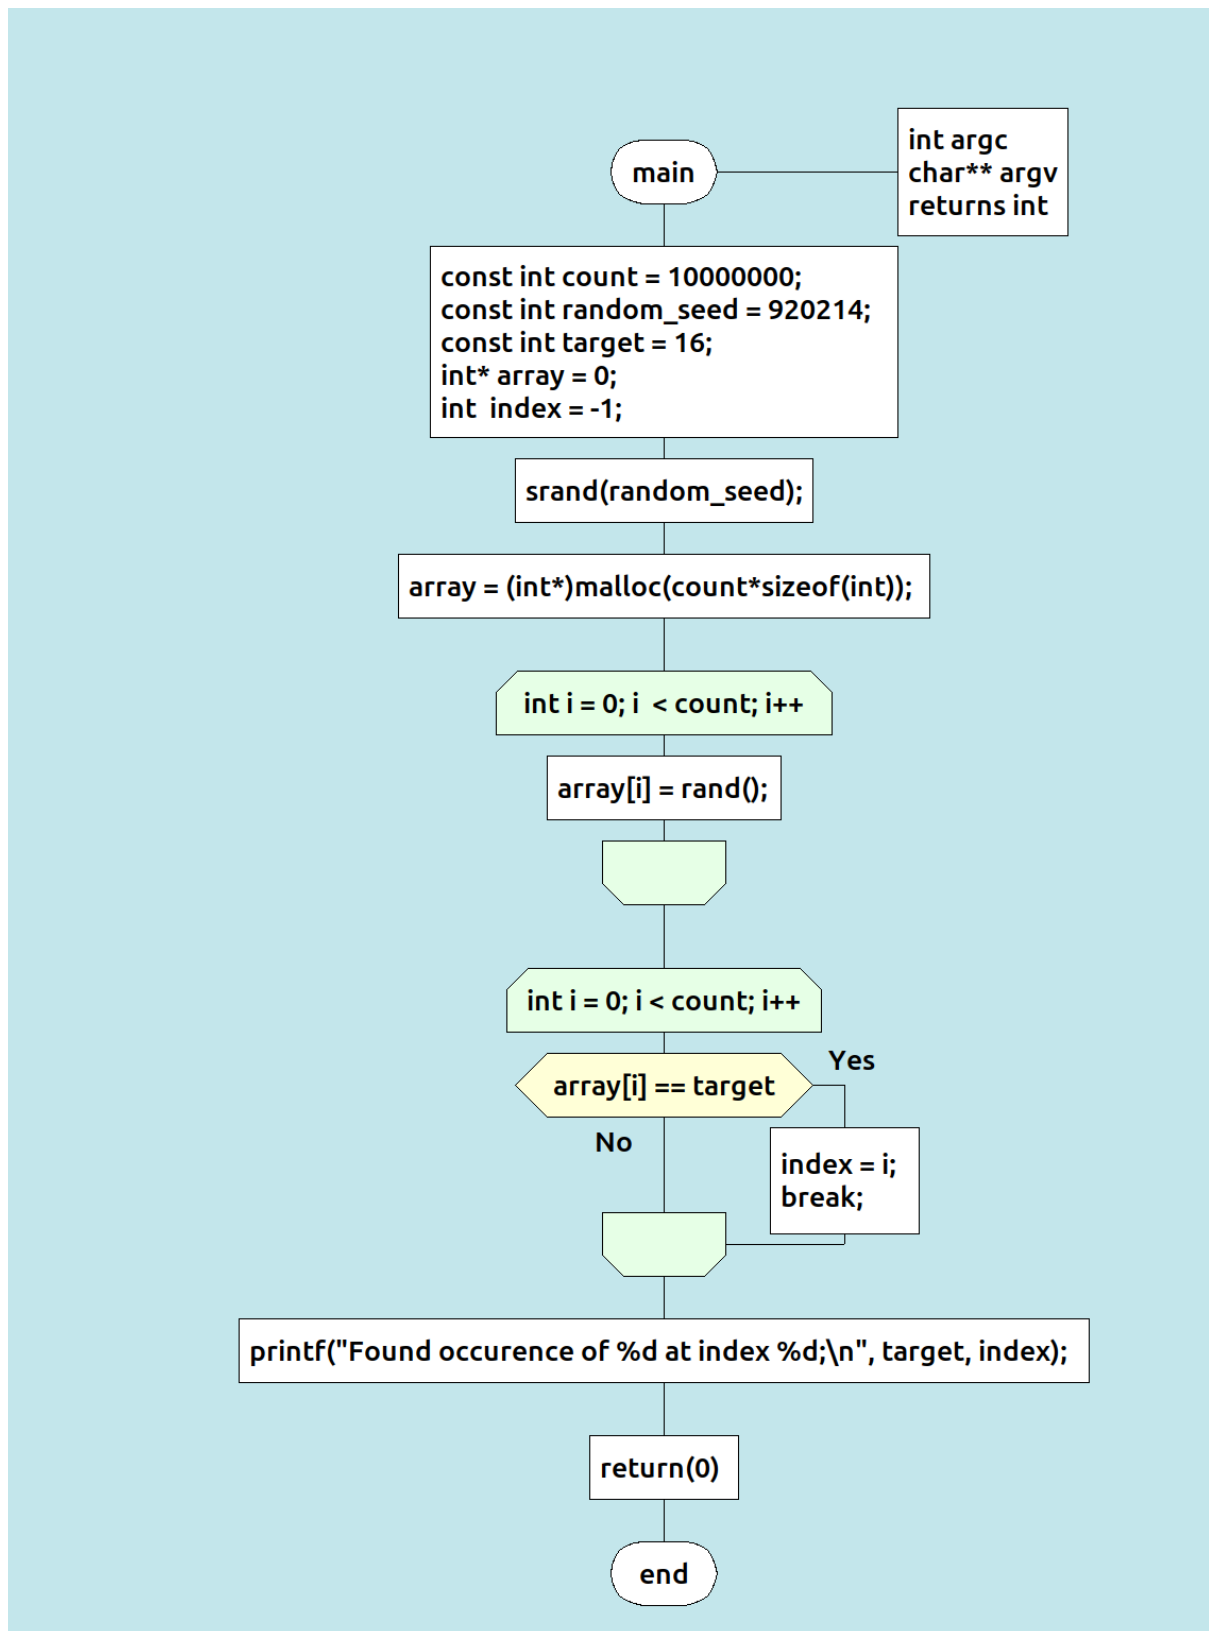 main
int argc
char** argv
returns int
const int count = 10000000;
const int random_seed = 920214;
const int target = 16;
int* array = 0;
int  index = -1;
srand(random_seed);
array = (int*)malloc(count*sizeof(int));
int i = 0; i  < count; i++
array[i] = rand();
int i = 0; i < count; i++
array[i] == target
Yes
No
index = i;
break;
printf("Found occurence of %d at index %d;\n", target, index);
return(0)
end